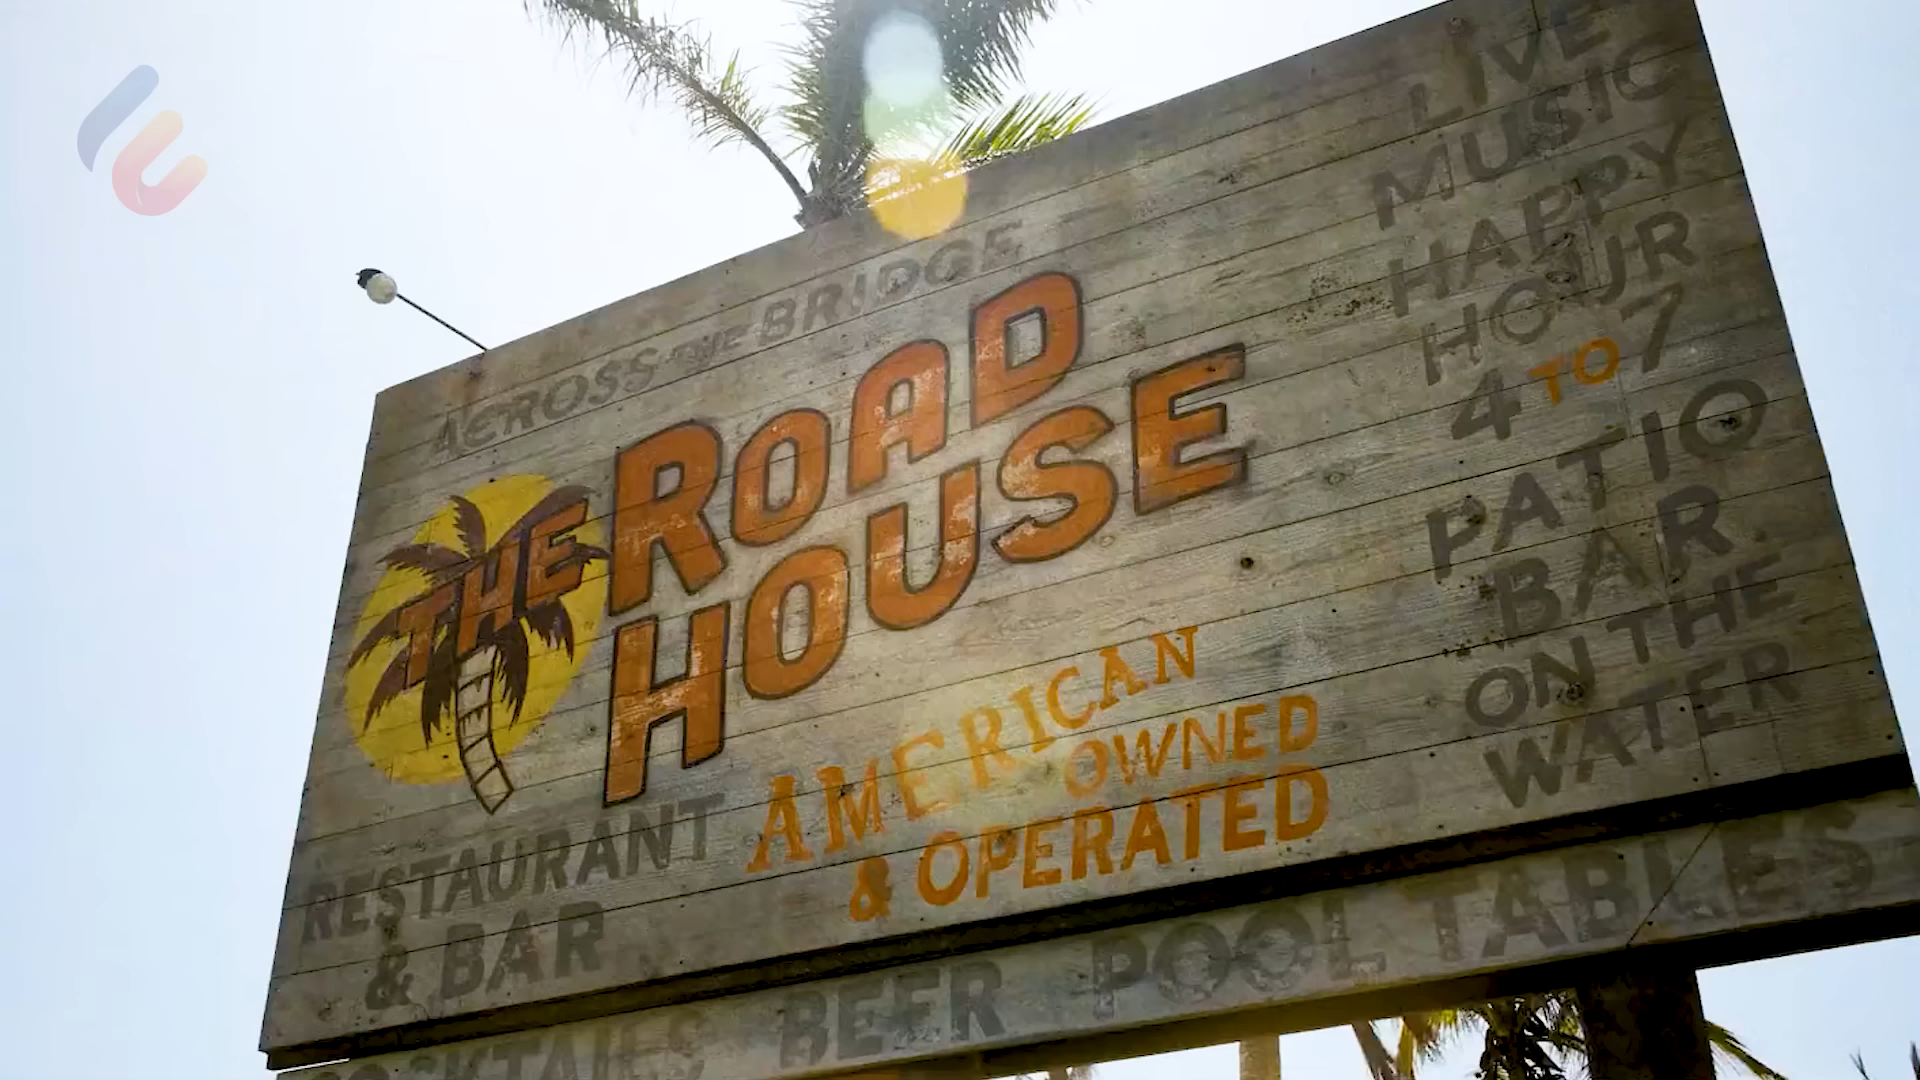 ACROSS THE BRIDGE
THE ROAD
HOUSE
AMERICAN
OWNED
& OPERATED
RESTAURANT
& BAR
LIVE
MUSIC
HAPPY
HOUR
4 TO 7
PATIO
BAR
ON THE
WATER
COCKTAILS BEER POOL TABLES